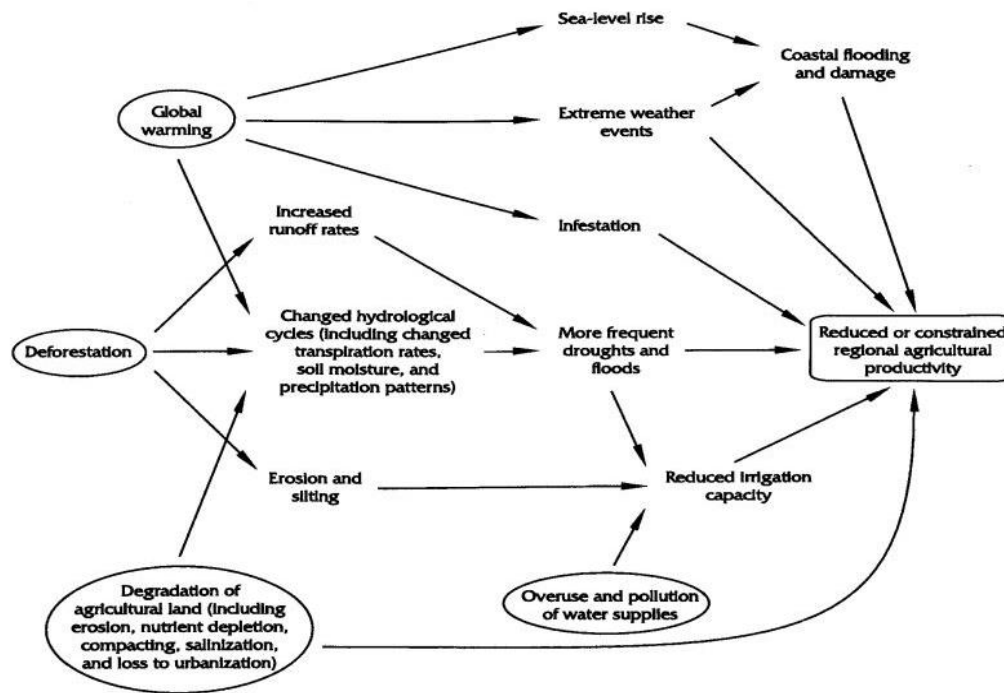 Sea-level rise
Coastal flooding
and damage
Global
warming
Extreme weather
events
Increased
runoff rates
Infestation
Changed hydrological
cycles (including changed
transpiration rates,
soil moisture, and
precipitation patterns)
More frequent
droughts and
floods
Reduced or constrained
regional agricultural
productivity
Deforestation
Erosion and
silting
Reduced irrigation
capacity
Degradation of
agricultural land (including
erosion, nutrient depletion,
compacting, salinization,
and loss to urbanization)
Overuse and pollution
of water supplies